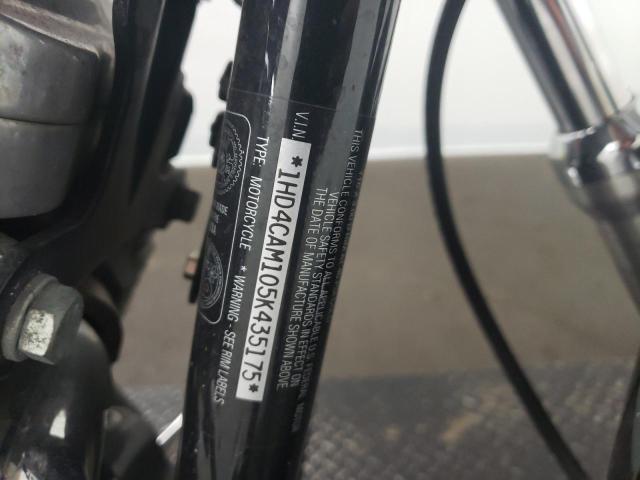 V.I.N.
*1HD4CAM105K435175*
TYPE: MOTORCYCLE * WARNING - SEE RIM LABELS
THIS VEHICLE CONFORMS TO ALL APPLICABLE U.S. FEDERAL MOTOR
VEHICLE SAFETY STANDARDS IN EFFECT ON
THE DATE OF MANUFACTURE SHOWN ABOVE